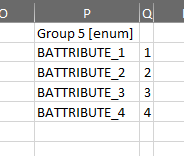 O P Q
Group 5 [enum]
BATTRIBUTE_1 1
BATTRIBUTE_2 2
BATTRIBUTE_3 3
BATTRIBUTE_4 4